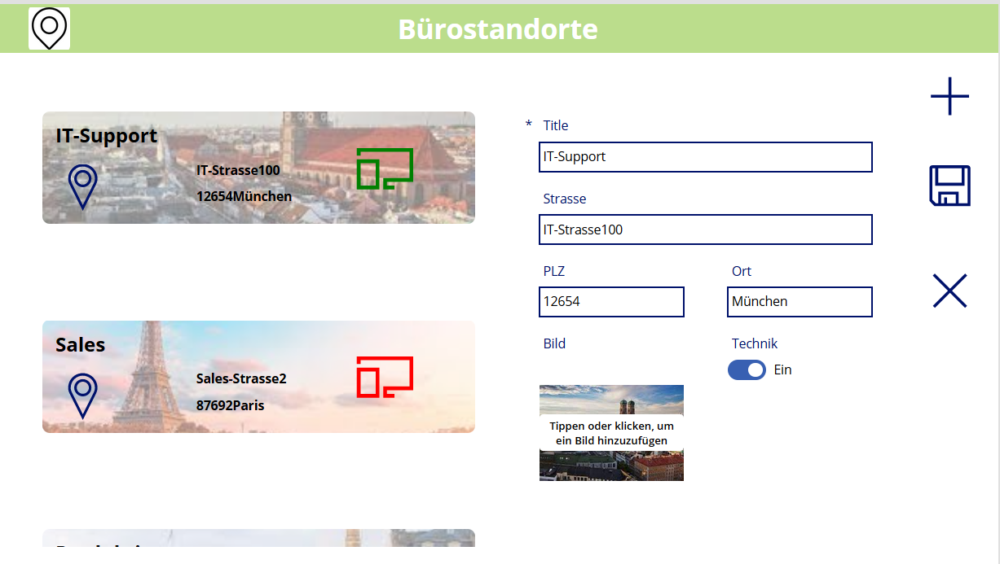 Bürostandorte
IT-Support
IT-Strasse100
12654München
Sales
Sales-Strasse2
87692Paris
* Title
IT-Support
Strasse
IT-Strasse100
PLZ
Ort
12654
München
Bild
Technik
Ein
Tippen oder klicken, um
ein Bild hinzuzufügen